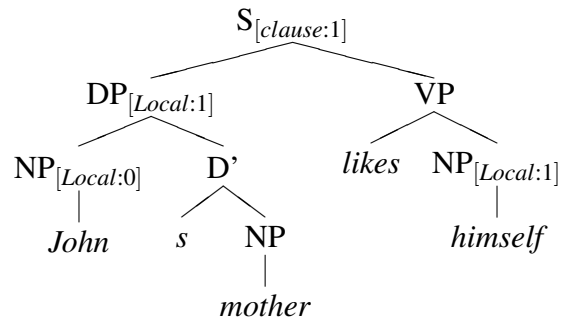 S[clause:1]
DP[Local:1] VP
NP[Local:0] D’ likes NP[Local:1]
John s NP himself
mother